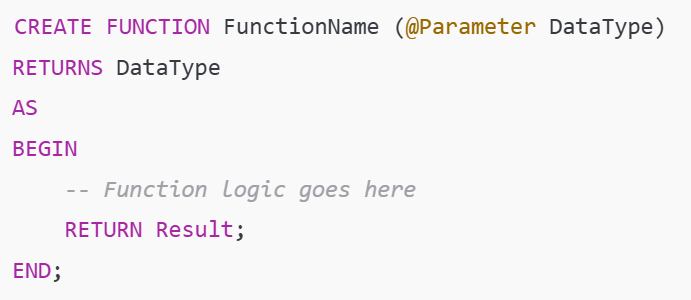 CREATE FUNCTION FunctionName (@Parameter DataType)
RETURNS DataType
AS
BEGIN
    -- Function logic goes here
    RETURN Result;
END;